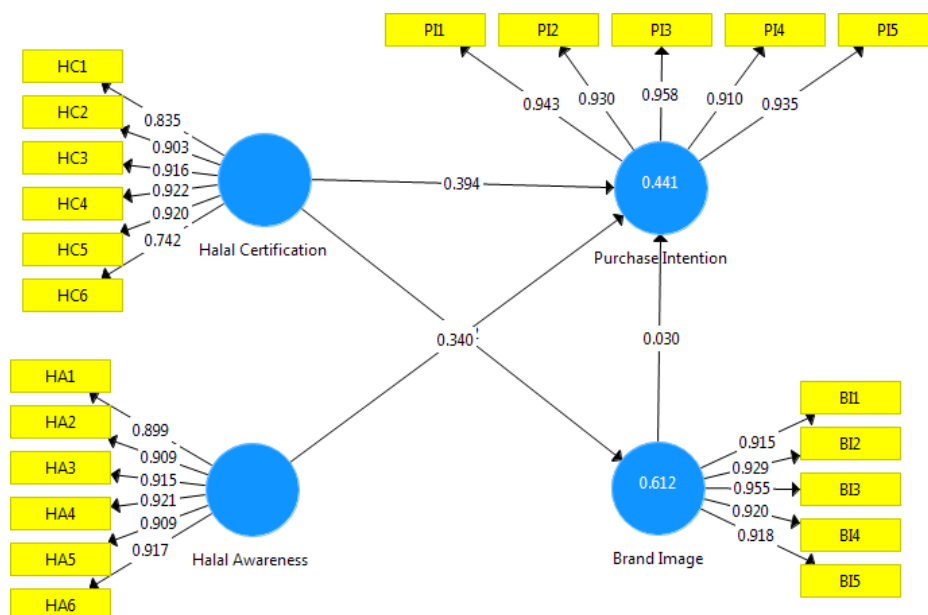 PI1
PI2
PI3
PI4
PI5
HC1
HC2
HC3
HC4
HC5
HC6
0.943
0.930
0.958
0.910
0.935
0.835
0.903
0.916
0.922
0.920
0.742
0.394
0.441
Halal Certification
Purchase Intention
0.340
0.030
HA1
HA2
HA3
HA4
HA5
HA6
0.899
0.909
0.915
0.921
0.909
0.917
Halal Awareness
0.612
Brand Image
0.915
0.929
0.955
0.920
0.918
BI1
BI2
BI3
BI4
BI5